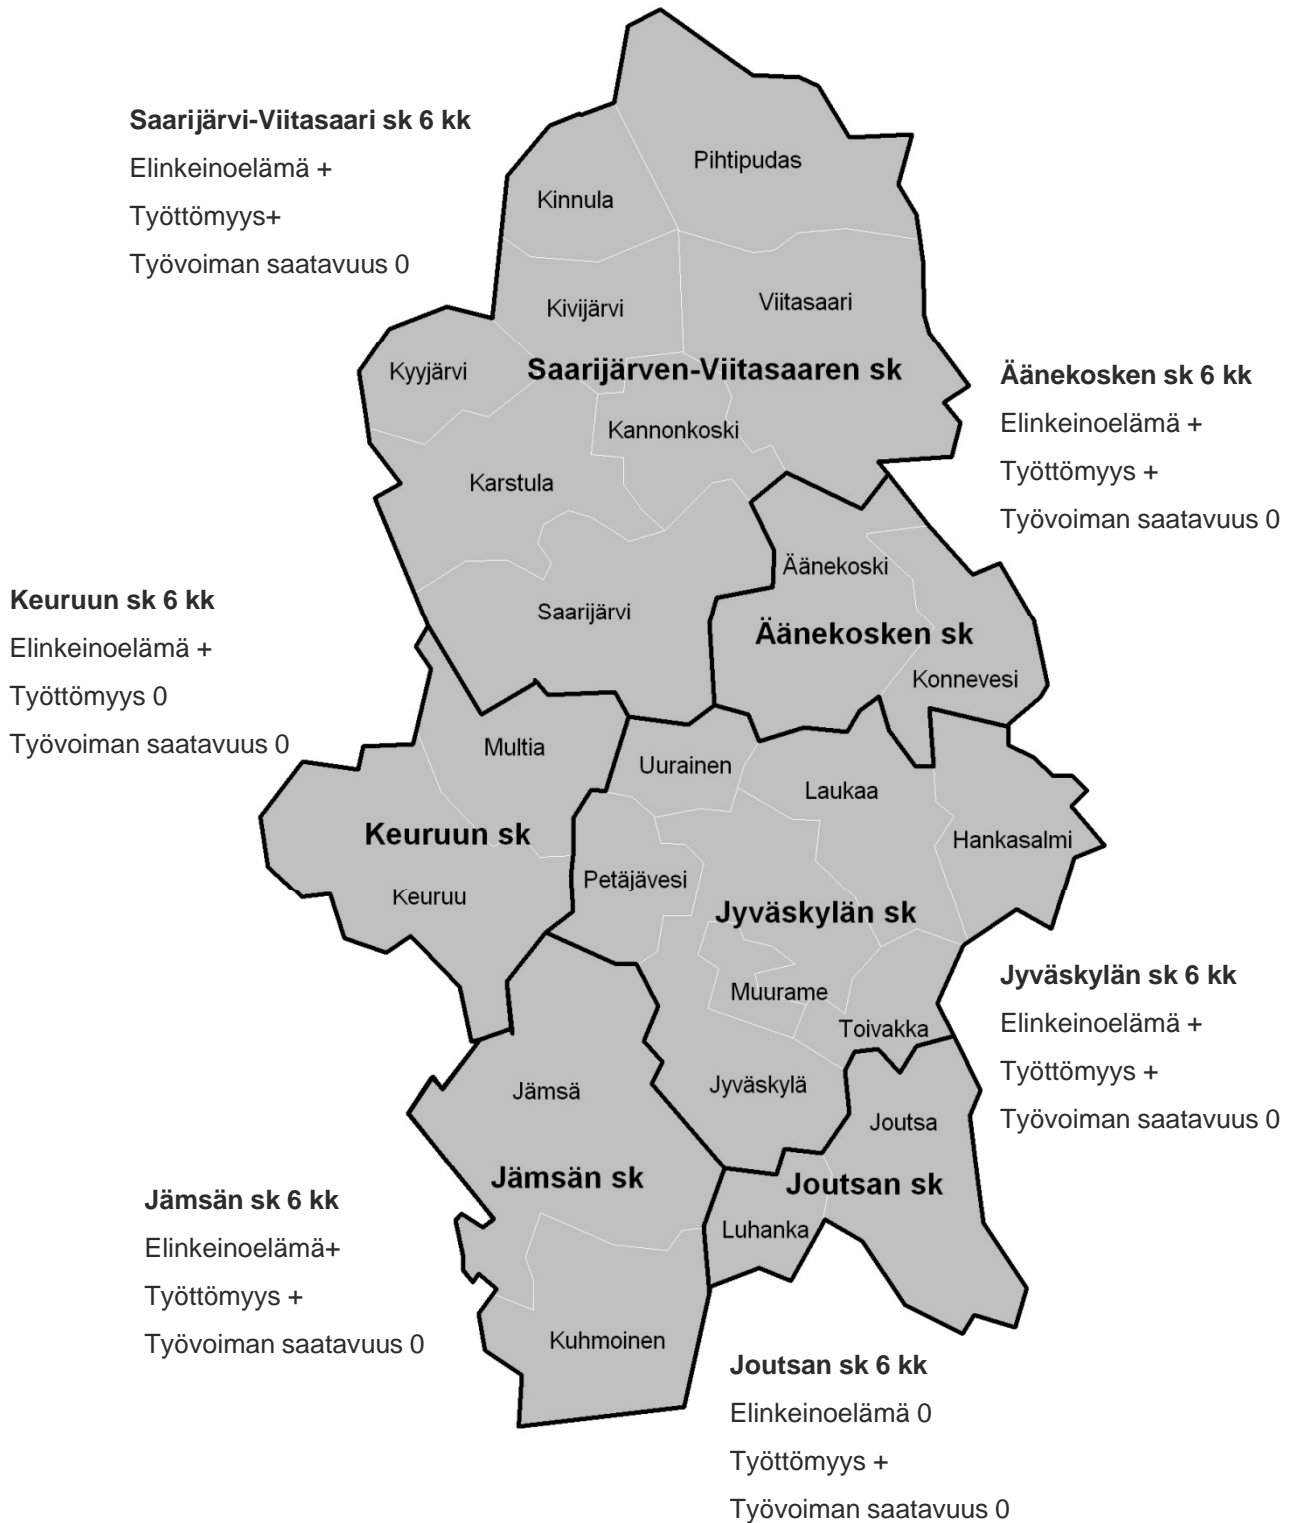 Saarijärvi-Viitasaari sk 6 kk
Elinkeinoelämä +
Työttömyys+
Työvoiman saatavuus 0
Pihtipudas
Kinnula
Kivijärvi
Viitasaari
Kyyjärvi
Saarijärven-Viitasaaren sk
Kannonkoski
Karstula
Saarijärvi
Äänekosken sk 6 kk
Elinkeinoelämä +
Työttömyys +
Työvoiman saatavuus 0
Äänekoski
Äänekosken sk
Konnevesi
Keuruun sk 6 kk
Elinkeinoelämä +
Työttömyys 0
Työvoiman saatavuus 0
Multia
Keuruun sk
Keuruu
Uurainen
Laukaa
Hankasalmi
Petäjävesi
Jyväskylän sk
Muurame
Toivakka
Jyväskylä
Jyväskylän sk 6 kk
Elinkeinoelämä +
Työttömyys +
Työvoiman saatavuus 0
Jämsä
Jämsän sk
Kuhmoinen
Joutsa
Joutsan sk
Luhanka
Jämsän sk 6 kk
Elinkeinoelämä+
Työttömyys +
Työvoiman saatavuus 0
Joutsan sk 6 kk
Elinkeinoelämä 0
Työttömyys +
Työvoiman saatavuus 0